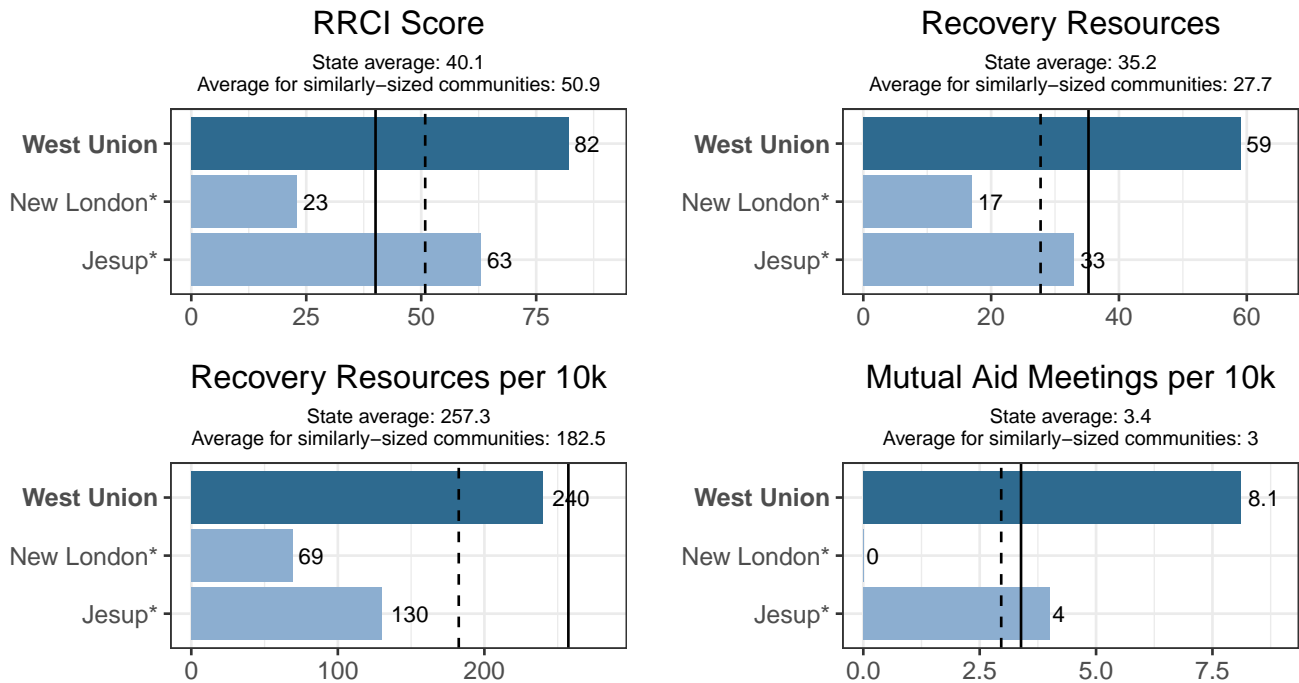 RRCI Score
State average: 40.1
Average for similarly−sized communities: 50.9
West Union
82
New London*
23
Jesup*
63
0 25 50 75
Recovery Resources
State average: 35.2
Average for similarly−sized communities: 27.7
West Union
59
New London*
17
Jesup*
33
0 20 40 60
Recovery Resources per 10k
State average: 257.3
Average for similarly−sized communities: 182.5
West Union
240
New London*
69
Jesup*
130
0 100 200
Mutual Aid Meetings per 10k
State average: 3.4
Average for similarly−sized communities: 3
West Union
8.1
New London*
0
Jesup*
4
0.0 2.5 5.0 7.5